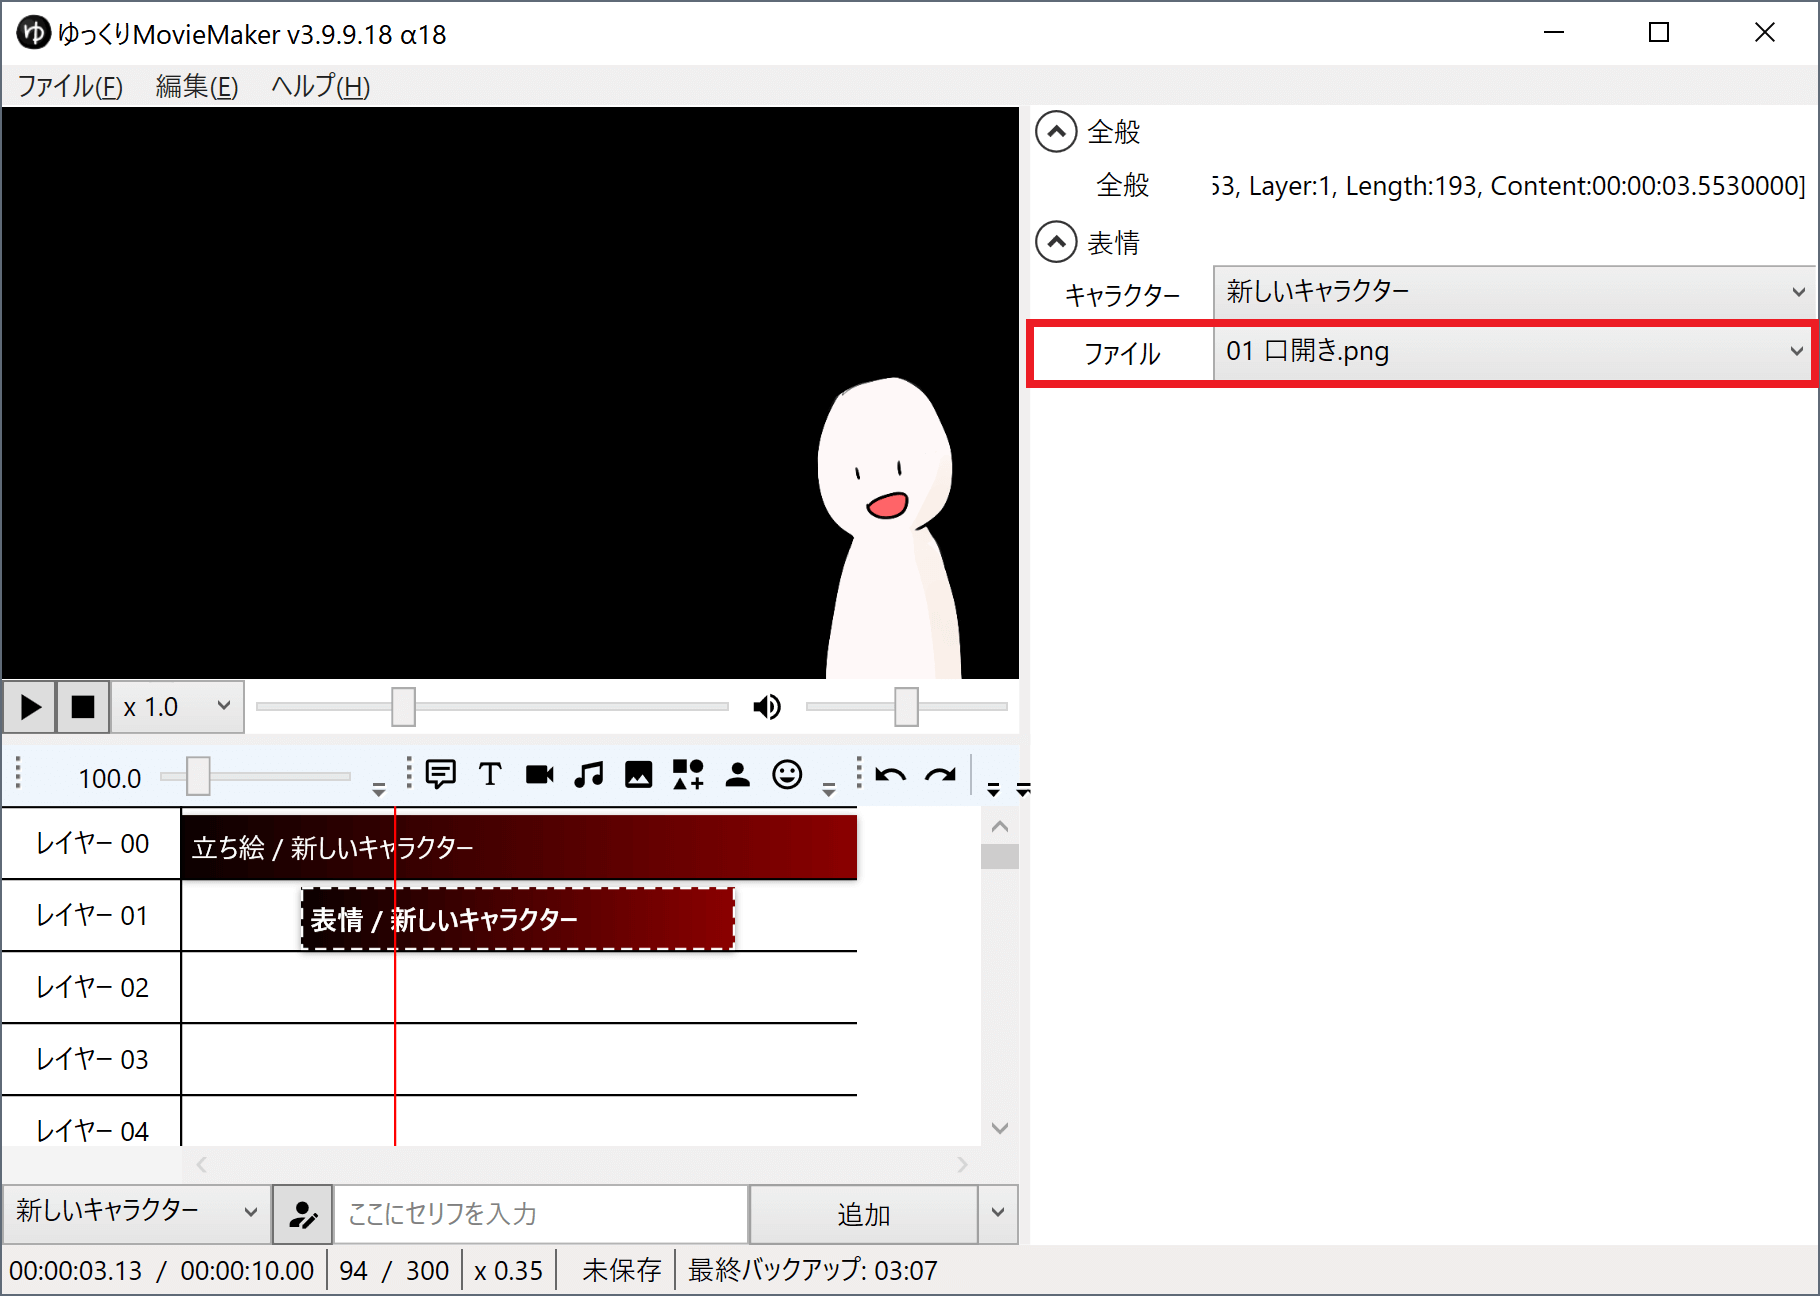 ゆ ゆっくりMovieMaker v3.9.9.18 α18
ファイル(F) 編集(E) ヘルプ(H)
全般
全般 53, Layer:1, Length:193, Content:00:00:03.5530000]
表情
キャラクター 新しいキャラクター
ファイル 01 口開き.png
x 1.0
100.0
レイヤー 00 立ち絵 / 新しいキャラクター
レイヤー 01 表情 / 新しいキャラクター
レイヤー 02
レイヤー 03
レイヤー 04
新しいキャラクター ここにセリフを入力 追加
00:00:03.13 / 00:00:10.00 94 / 300 x 0.35 未保存 最終バックアップ: 03:07